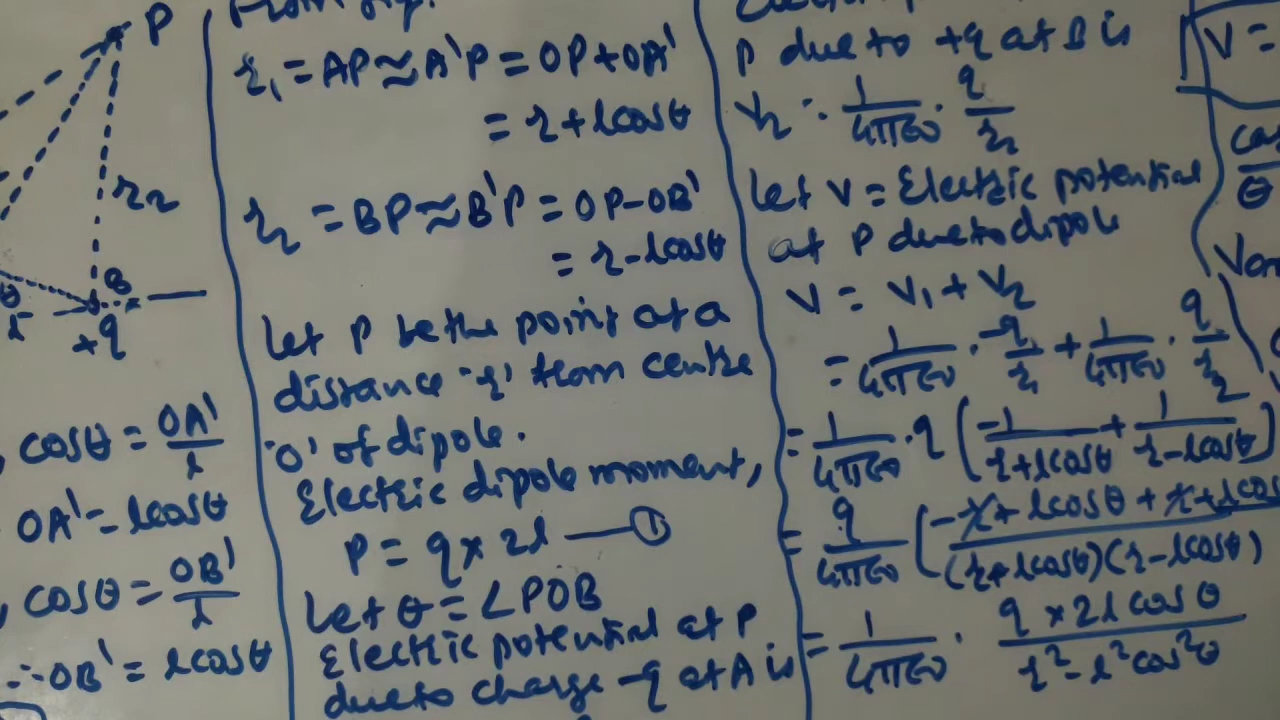 P
r₂
θ
l
B
+q
cosθ = OA'/l
OA' = lcosθ
cosθ = OB'/l
∴ OB' = lcosθ
r₁ = AP ≃ A'P = OP + OA'
= r + lcosθ
r₂ = BP ≃ B'P = OP - OB'
= r - lcosθ
Let P be the point at a
distance 'r' from centre
'O' of dipole.
Electric dipole moment,
P = q × 2l — ①
Let θ = ∠POB
Electric potential at P
due to charge -q at A is
P due to +q at B is
V₂ = 1/4πε₀ · q/r₂
Let V = Electric potential
at P due to dipole
V = V₁ + V₂
= 1/4πε₀ · -q/r₁ + 1/4πε₀ · q/r₂
= 1/4πε₀ · q (-1/r+lcosθ + 1/r-lcosθ)
= q/4πε₀ (-r + lcosθ + r + lcos/(r+lcosθ)(r-lcosθ)
= 1/4πε₀ · q × 2l cosθ/r² - l²cos²θ
V =
θ